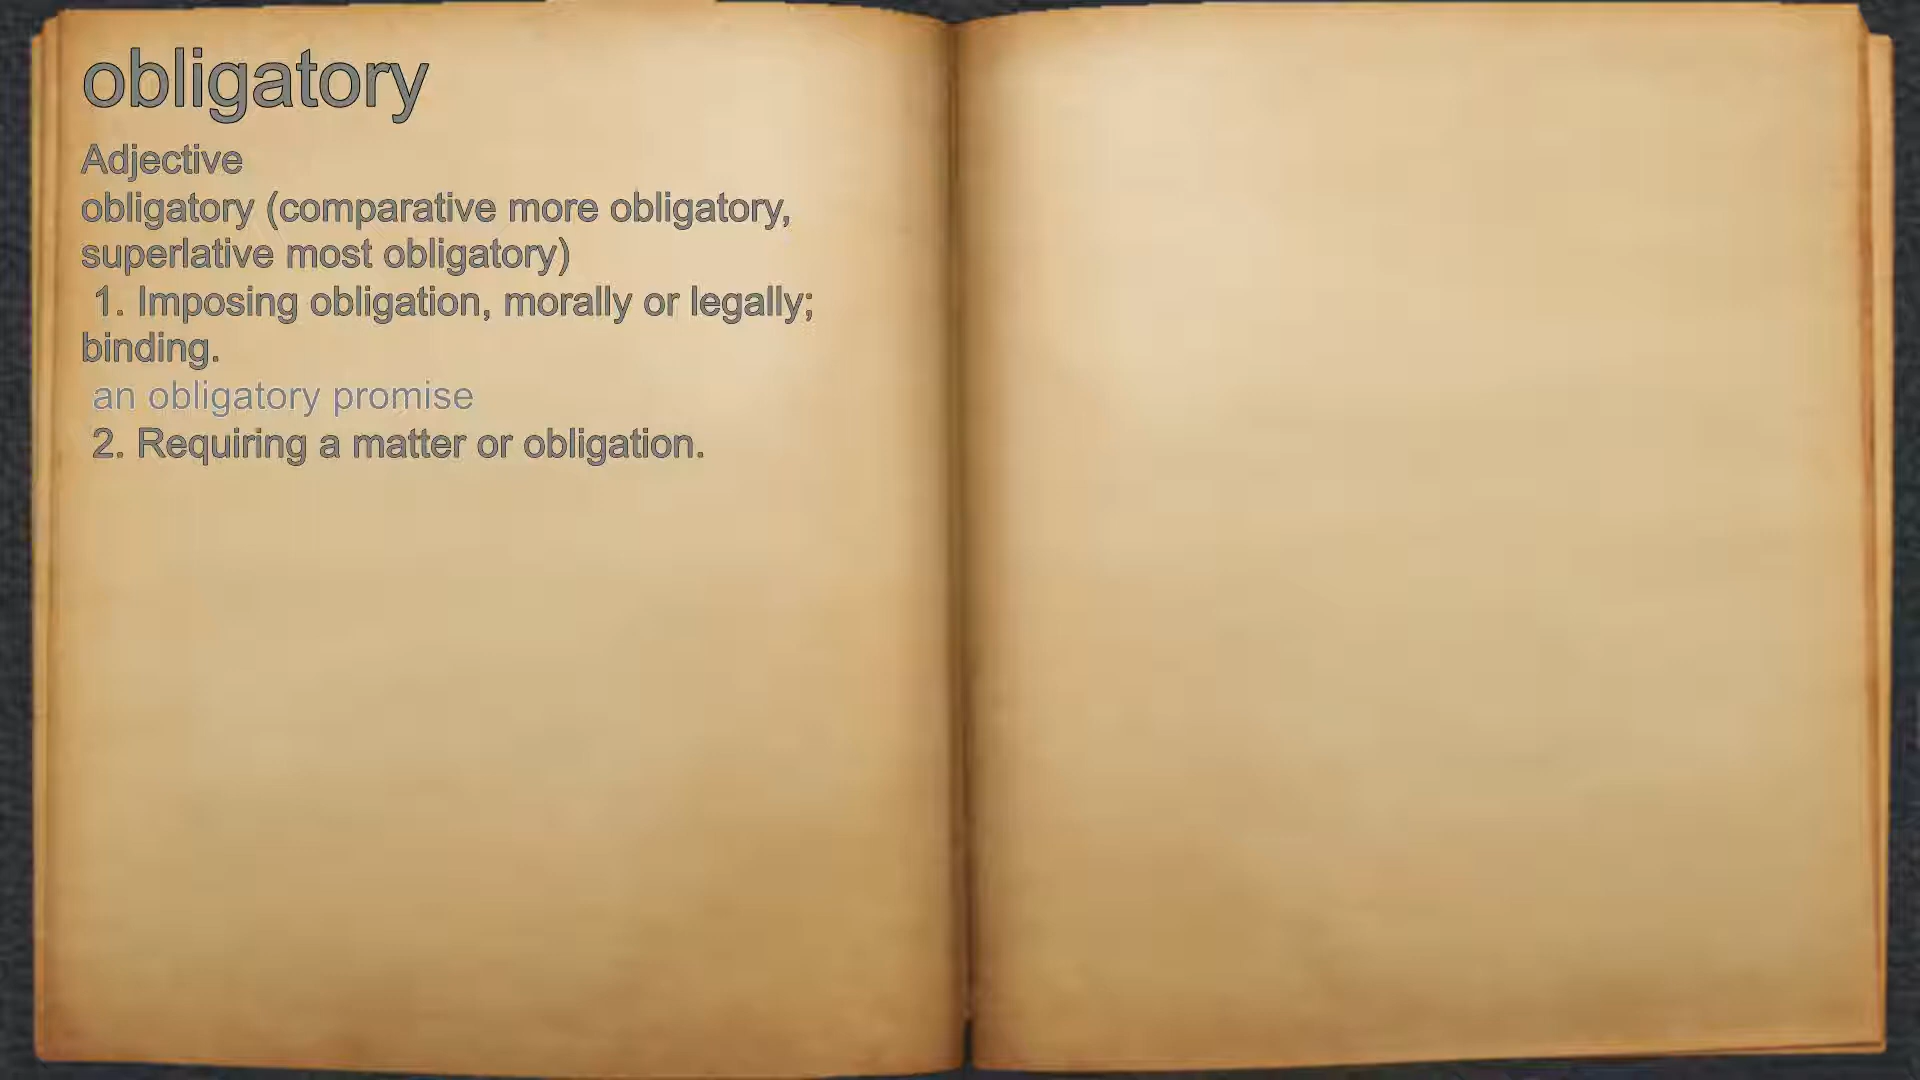 obligatory
Adjective
obligatory (comparative more obligatory,
superlative most obligatory)
1. Imposing obligation, morally or legally;
binding.
an obligatory promise
2. Requiring a matter or obligation.